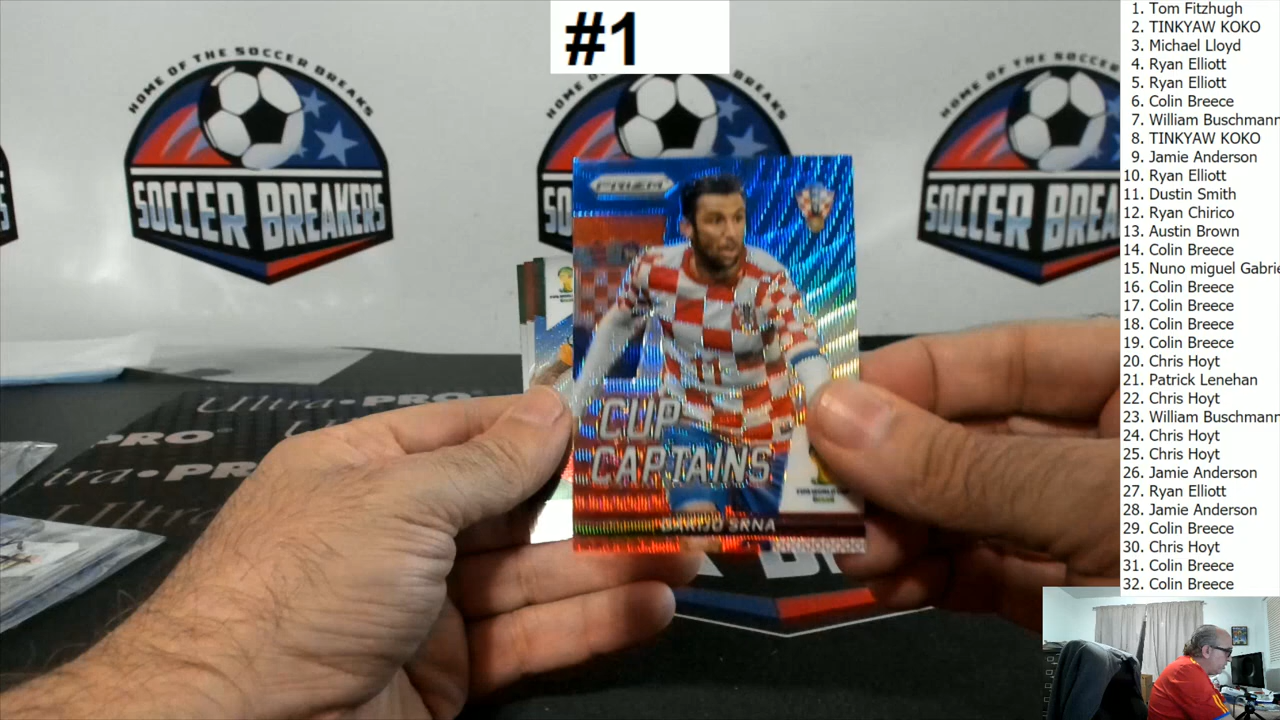 #1
HOME OF THE SOCCER BREAKS
SOCCER BREAKERS
PRIZM
CUP
CAPTAINS
DARIJO SRNA
SOCCER BREA
Ultra•PRO
PRO
tra•PR
1. Tom Fitzhugh
2. TINKYAW KOKO
3. Michael Lloyd
4. Ryan Elliott
5. Ryan Elliott
6. Colin Breece
7. William Buschmann
8. TINKYAW KOKO
9. Jamie Anderson
10. Ryan Elliott
11. Dustin Smith
12. Ryan Chirico
13. Austin Brown
14. Colin Breece
15. Nuno miguel Gabrie
16. Colin Breece
17. Colin Breece
18. Colin Breece
19. Colin Breece
20. Chris Hoyt
21. Patrick Lenehan
22. Chris Hoyt
23. William Buschmann
24. Chris Hoyt
25. Chris Hoyt
26. Jamie Anderson
27. Ryan Elliott
28. Jamie Anderson
29. Colin Breece
30. Chris Hoyt
31. Colin Breece
32. Colin Breece